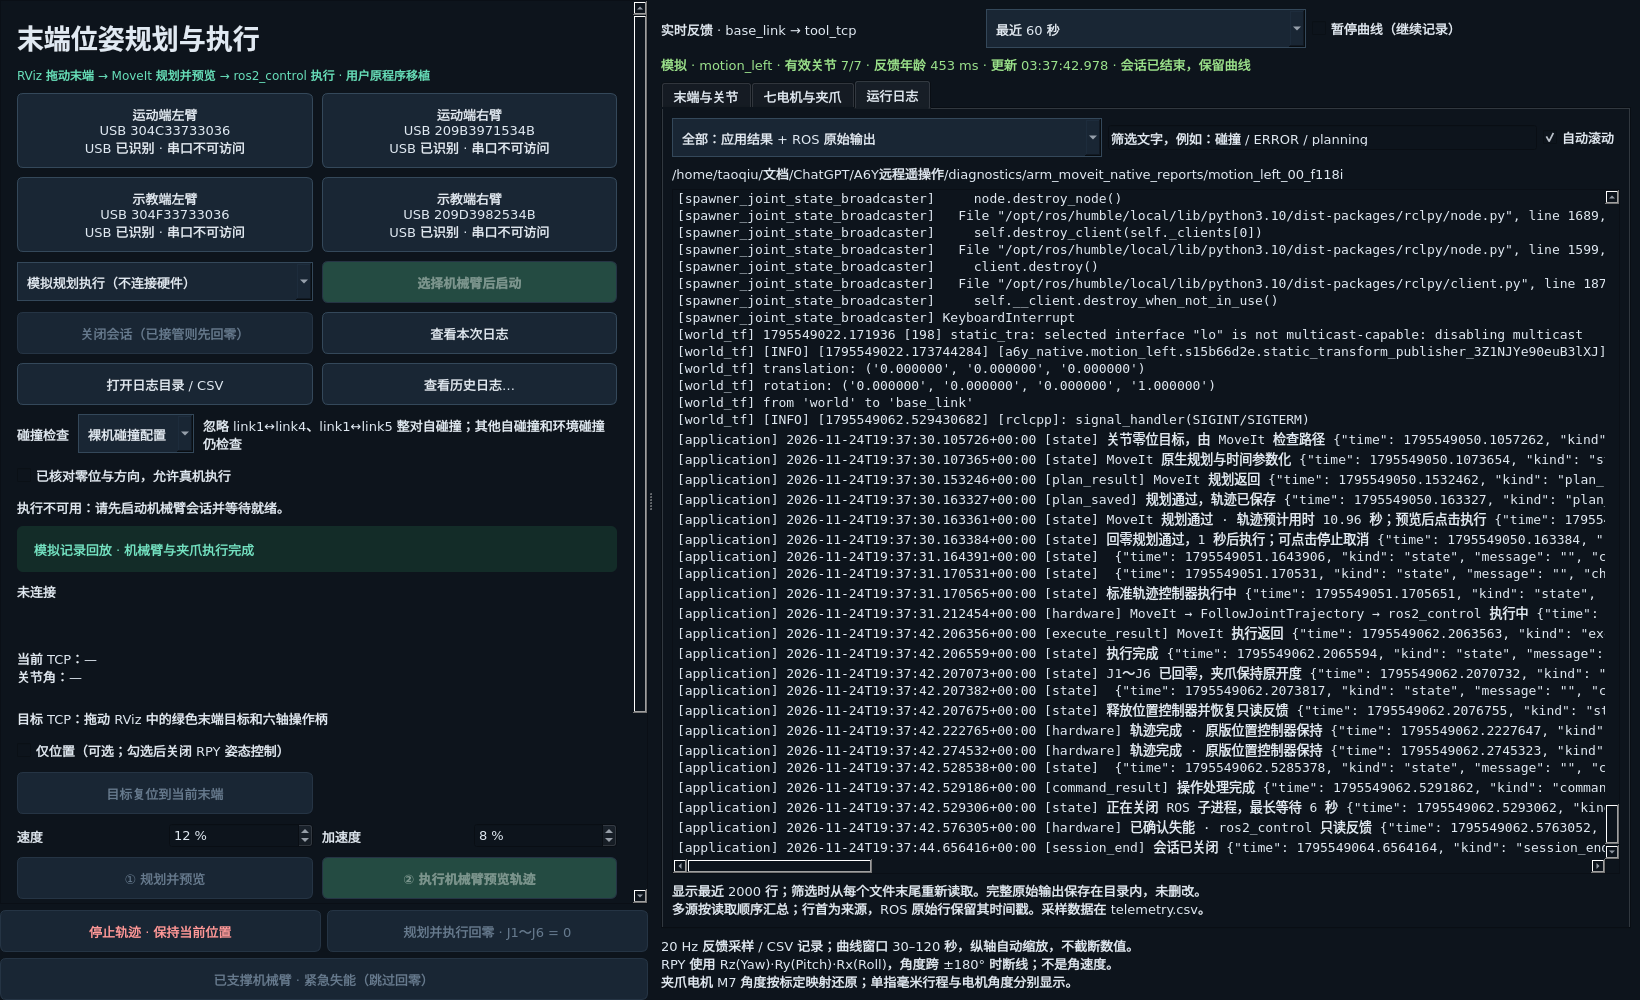 末端位姿规划与执行
RViz 拖动末端 → MoveIt 规划并预览 → ros2_control 执行 · 用户原程序移植
运动端左臂
USB 304C33733036
USB 已识别 · 串口不可访问
运动端右臂
USB 209B3971534B
USB 已识别 · 串口不可访问
示教端左臂
USB 304F33733036
USB 已识别 · 串口不可访问
示教端右臂
USB 209D3982534B
USB 已识别 · 串口不可访问
模拟规划执行（不连接硬件）
选择机械臂后启动
关闭会话（已接管则先回零）
查看本次日志
打开日志目录 / CSV
查看历史日志…
碰撞检查
裸机碰撞配置
忽略 link1↔link4、link1↔link5 整对自碰撞；其他自碰撞和环境碰撞
仍检查
已核对零位与方向，允许真机执行
执行不可用：请先启动机械臂会话并等待就绪。
模拟记录回放 · 机械臂与夹爪执行完成
未连接
当前 TCP：—
关节角：—
目标 TCP：拖动 RViz 中的绿色末端目标和六轴操作柄
仅位置（可选；勾选后关闭 RPY 姿态控制）
目标复位到当前末端
速度
12 %
加速度
8 %
① 规划并预览
② 执行机械臂预览轨迹
停止轨迹 · 保持当前位置
规划并执行回零 · J1～J6 = 0
已支撑机械臂 · 紧急失能（跳过回零）
实时反馈 · base_link → tool_tcp
最近 60 秒
暂停曲线（继续记录）
模拟 · motion_left · 有效关节 7/7 · 反馈年龄 453 ms · 更新 03:37:42.978 · 会话已结束，保留曲线
末端与关节
七电机与夹爪
运行日志
全部：应用结果 + ROS 原始输出
筛选文字，例如：碰撞 / ERROR / planning
✓ 自动滚动
/home/taoqiu/文档/ChatGPT/A6Y远程遥操作/diagnostics/arm_moveit_native_reports/motion_left_00_f118i
[spawner_joint_state_broadcaster]     node.destroy_node()
[spawner_joint_state_broadcaster]   File "/opt/ros/humble/local/lib/python3.10/dist-packages/rclpy/node.py", line 1689,
[spawner_joint_state_broadcaster]     self.destroy_client(self._clients[0])
[spawner_joint_state_broadcaster]   File "/opt/ros/humble/local/lib/python3.10/dist-packages/rclpy/node.py", line 1599,
[spawner_joint_state_broadcaster]     client.destroy()
[spawner_joint_state_broadcaster]   File "/opt/ros/humble/local/lib/python3.10/dist-packages/rclpy/client.py", line 187
[spawner_joint_state_broadcaster]     self.__client.destroy_when_not_in_use()
[spawner_joint_state_broadcaster] KeyboardInterrupt
[world_tf] 1795549022.171936 [198] static_tra: selected interface "lo" is not multicast-capable: disabling multicast
[world_tf] [INFO] [1795549022.173744284] [a6y_native.motion_left.s15b66d2e.static_transform_publisher_3Z1NJYe90euB3lXJ]
[world_tf] translation: ('0.000000', '0.000000', '0.000000')
[world_tf] rotation: ('0.000000', '0.000000', '0.000000', '1.000000')
[world_tf] from 'world' to 'base_link'
[world_tf] [INFO] [1795549062.529430682] [rclcpp]: signal_handler(SIGINT/SIGTERM)
[application] 2026-11-24T19:37:30.105726+00:00 [state] 关节零位目标，由 MoveIt 检查路径 {"time": 1795549050.1057262, "kind"
[application] 2026-11-24T19:37:30.107365+00:00 [state] MoveIt 原生规划与时间参数化 {"time": 1795549050.1073654, "kind": "s
[application] 2026-11-24T19:37:30.153246+00:00 [plan_result] MoveIt 规划返回 {"time": 1795549050.1532462, "kind": "plan_
[application] 2026-11-24T19:37:30.163327+00:00 [plan_saved] 规划通过，轨迹已保存 {"time": 1795549050.163327, "kind": "plan_
[application] 2026-11-24T19:37:30.163361+00:00 [state] MoveIt 规划通过 · 轨迹预计用时 10.96 秒；预览后点击执行 {"time": 17955
[application] 2026-11-24T19:37:30.163384+00:00 [state] 回零规划通过，1 秒后执行；可点击停止取消 {"time": 1795549050.163384, "
[application] 2026-11-24T19:37:31.164391+00:00 [state]  {"time": 1795549051.1643906, "kind": "state", "message": "", "c
[application] 2026-11-24T19:37:31.170531+00:00 [state]  {"time": 1795549051.170531, "kind": "state", "message": "", "ch
[application] 2026-11-24T19:37:31.170565+00:00 [state] 标准轨迹控制器执行中 {"time": 1795549051.1705651, "kind": "state",
[application] 2026-11-24T19:37:31.212454+00:00 [hardware] MoveIt → FollowJointTrajectory → ros2_control 执行中 {"time":
[application] 2026-11-24T19:37:42.206356+00:00 [execute_result] MoveIt 执行返回 {"time": 1795549062.2063563, "kind": "ex
[application] 2026-11-24T19:37:42.206559+00:00 [state] 执行完成 {"time": 1795549062.2065594, "kind": "state", "message":
[application] 2026-11-24T19:37:42.207073+00:00 [state] J1～J6 已回零，夹爪保持原开度 {"time": 1795549062.2070732, "kind": "
[application] 2026-11-24T19:37:42.207382+00:00 [state]  {"time": 1795549062.2073817, "kind": "state", "message": "", "c
[application] 2026-11-24T19:37:42.207675+00:00 [state] 释放位置控制器并恢复只读反馈 {"time": 1795549062.2076755, "kind": "st
[application] 2026-11-24T19:37:42.222765+00:00 [hardware] 轨迹完成 · 原版位置控制器保持 {"time": 1795549062.2227647, "kind"
[application] 2026-11-24T19:37:42.274532+00:00 [hardware] 轨迹完成 · 原版位置控制器保持 {"time": 1795549062.2745323, "kind"
[application] 2026-11-24T19:37:42.528538+00:00 [state]  {"time": 1795549062.5285378, "kind": "state", "message": "", "c
[application] 2026-11-24T19:37:42.529186+00:00 [command_result] 操作处理完成 {"time": 1795549062.5291862, "kind": "comman
[application] 2026-11-24T19:37:42.529306+00:00 [state] 正在关闭 ROS 子进程，最长等待 6 秒 {"time": 1795549062.5293062, "kin
[application] 2026-11-24T19:37:42.576305+00:00 [hardware] 已确认失能 · ros2_control 只读反馈 {"time": 1795549062.5763052,
[application] 2026-11-24T19:37:44.656416+00:00 [session_end] 会话已关闭 {"time": 1795549064.6564164, "kind": "session_end
显示最近 2000 行；筛选时从每个文件末尾重新读取。完整原始输出保存在目录内，未删改。
多源按读取顺序汇总；行首为来源，ROS 原始行保留其时间戳。采样数据在 telemetry.csv。
20 Hz 反馈采样 / CSV 记录；曲线窗口 30–120 秒，纵轴自动缩放，不截断数值。
RPY 使用 Rz(Yaw)·Ry(Pitch)·Rx(Roll)，角度跨 ±180° 时断线；不是角速度。
夹爪电机 M7 角度按标定映射还原；单指毫米行程与电机角度分别显示。